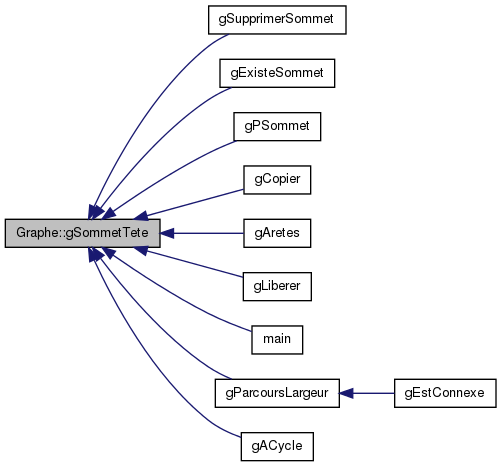 gSupprimerSommet
gExisteSommet
gPSommet
gCopier
Graphe::gSommetTete
gAretes
gLiberer
main
gParcoursLargeur
gEstConnexe
gACycle